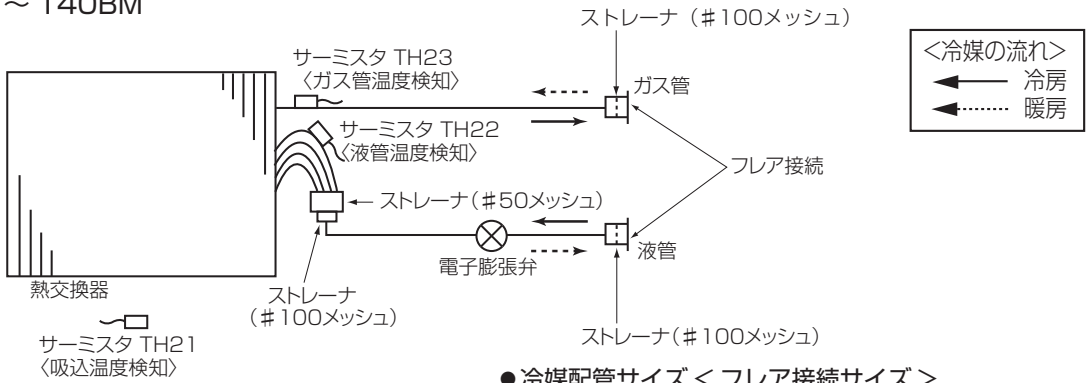 ～ 140BM
ストレーナ（＃100メッシュ）
サーミスタ TH23
〈ガス管温度検知〉
ガス管
＜冷媒の流れ＞
冷房
暖房
サーミスタ TH22
〈液管温度検知〉
フレア接続
ストレーナ（＃50メッシュ）
液管
電子膨張弁
熱交換器
ストレーナ
（＃100メッシュ）
ストレーナ（＃100メッシュ）
サーミスタ TH21
〈吸込温度検知〉
●冷媒配管サイズ＜フレア接続サイズ＞